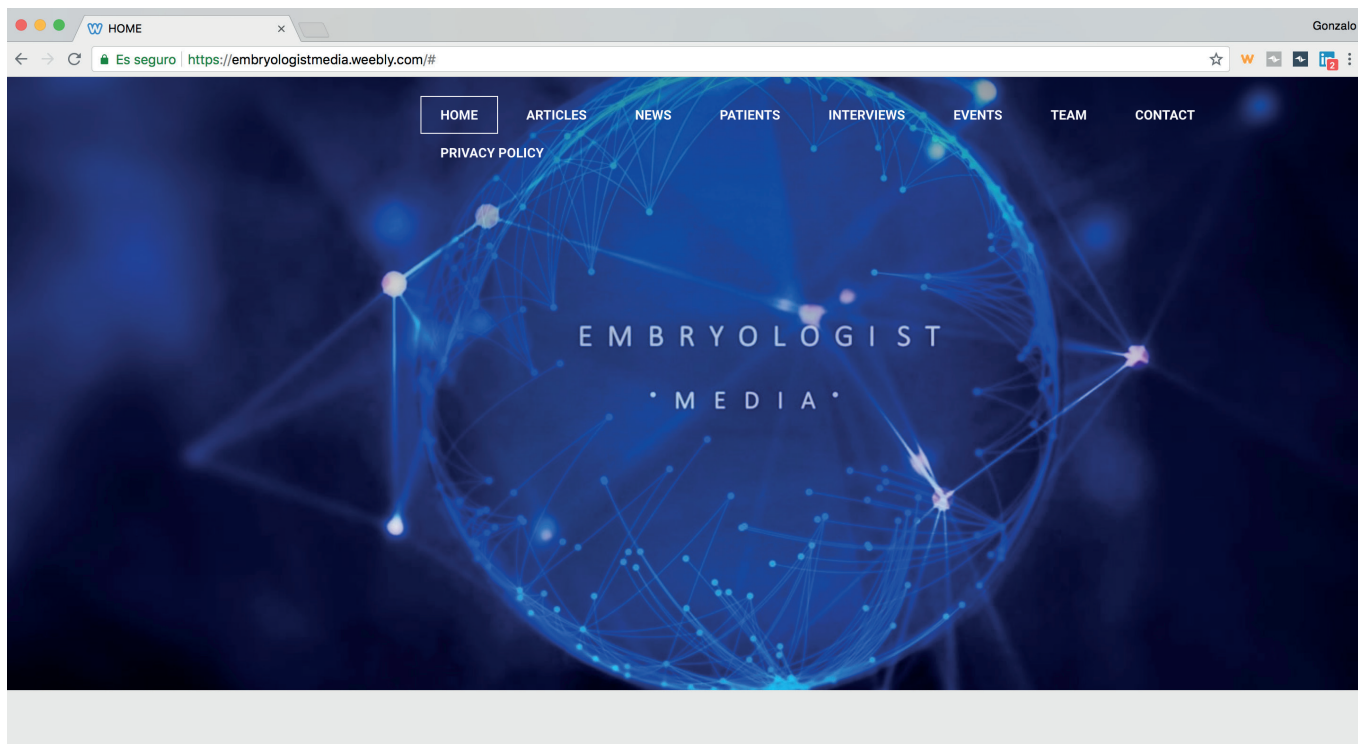 HOME
Gonzalo
Es seguro https://embryologistmedia.weebly.com/#
2
HOME ARTICLES NEWS PATIENTS INTERVIEWS EVENTS TEAM CONTACT
PRIVACY POLICY
EMBRYOLOGIST
• MEDIA •